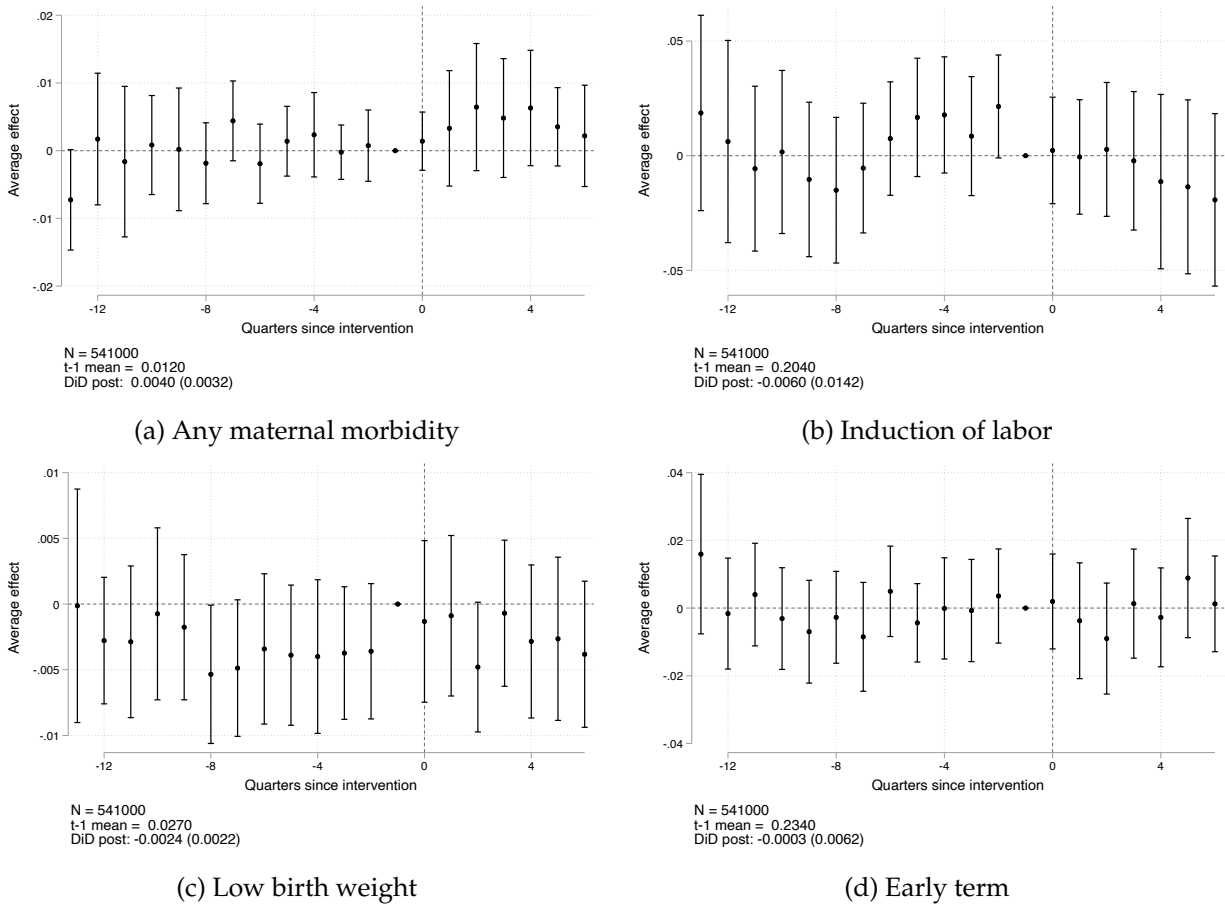 .02
.01
0
-.01
-.02
Average effect
-12
-8
-4
0
4
Quarters since intervention
N = 541000
t-1 mean = 0.0120
DiD post: 0.0040 (0.0032)
(a) Any maternal morbidity
.05
0
-.05
Average effect
-12
-8
-4
0
4
Quarters since intervention
N = 541000
t-1 mean = 0.2040
DiD post: -0.0060 (0.0142)
(b) Induction of labor
.01
.005
0
-.005
-.01
Average effect
-12
-8
-4
0
4
Quarters since intervention
N = 541000
t-1 mean = 0.0270
DiD post: -0.0024 (0.0022)
(c) Low birth weight
.04
.02
0
-.02
-.04
Average effect
-12
-8
-4
0
4
Quarters since intervention
N = 541000
t-1 mean = 0.2340
DiD post: -0.0003 (0.0062)
(d) Early term